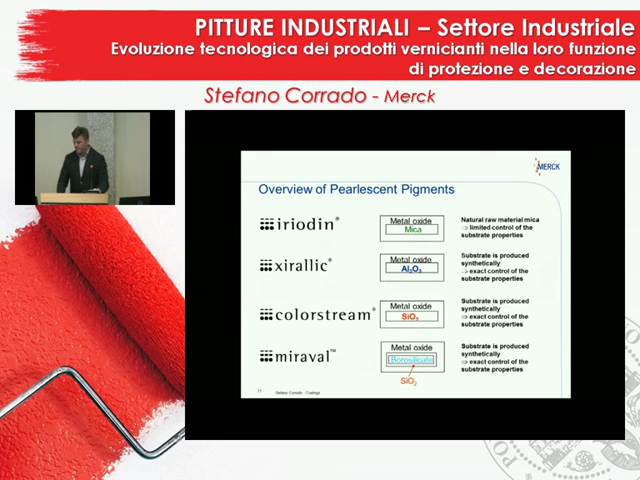 PITTURE INDUSTRIALI – Settore Industriale
Evoluzione tecnologica dei prodotti vernicianti nella loro funzione
di protezione e decorazione
Stefano Corrado - Merck
MERCK
Overview of Pearlescent Pigments
iriodin®
Metal oxide
Mica
Natural raw material mica
⇒ limited control of the
substrate properties
xirallic®
Metal oxide
Al₂O₃
Substrate is produced
synthetically
⇒ exact control of the
substrate properties
colorstream®
Metal oxide
SiO₂
Substrate is produced
synthetically
⇒ exact control of the
substrate properties
miraval™
Metal oxide
Borosilicate
SiO₂
Substrate is produced
synthetically
⇒ exact control of the
substrate properties
Stefano Corrado - Coatings